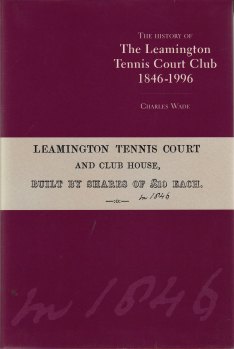 THE HISTORY OF
The Leamington
Tennis Court Club
1846-1996
CHARLES WADE
LEAMINGTON TENNIS COURT
AND CLUB HOUSE,
BUILT BY SHARES OF £10 EACH.
in 1846
in 1846